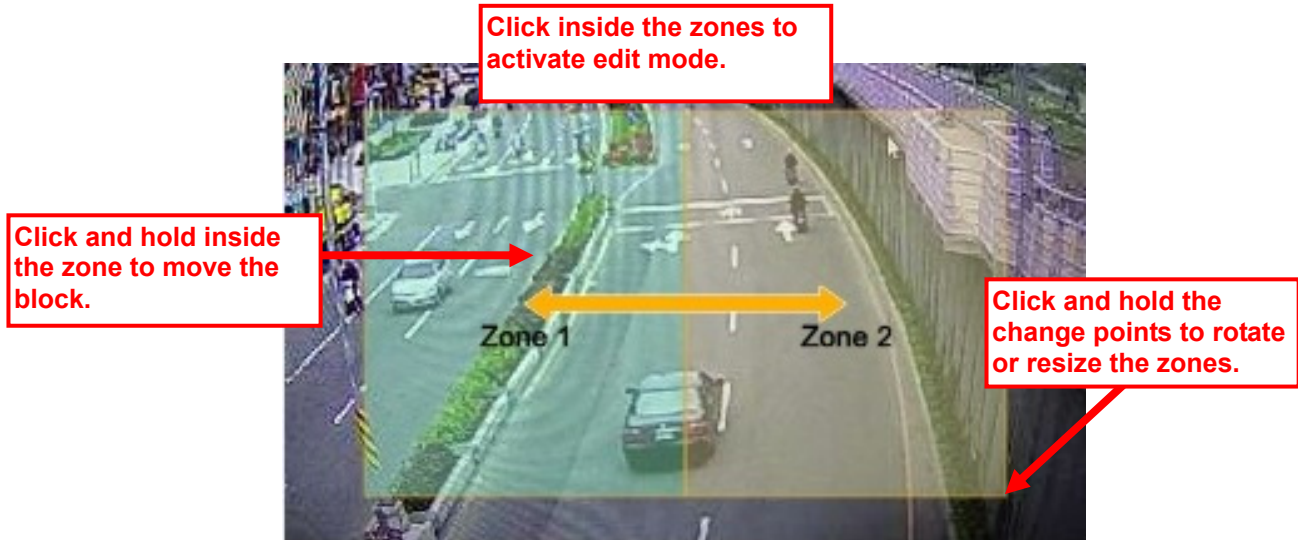 Click inside the zones to
activate edit mode.
Click and hold inside
the zone to move the
block.
Zone 1
Zone 2
Click and hold the
change points to rotate
or resize the zones.